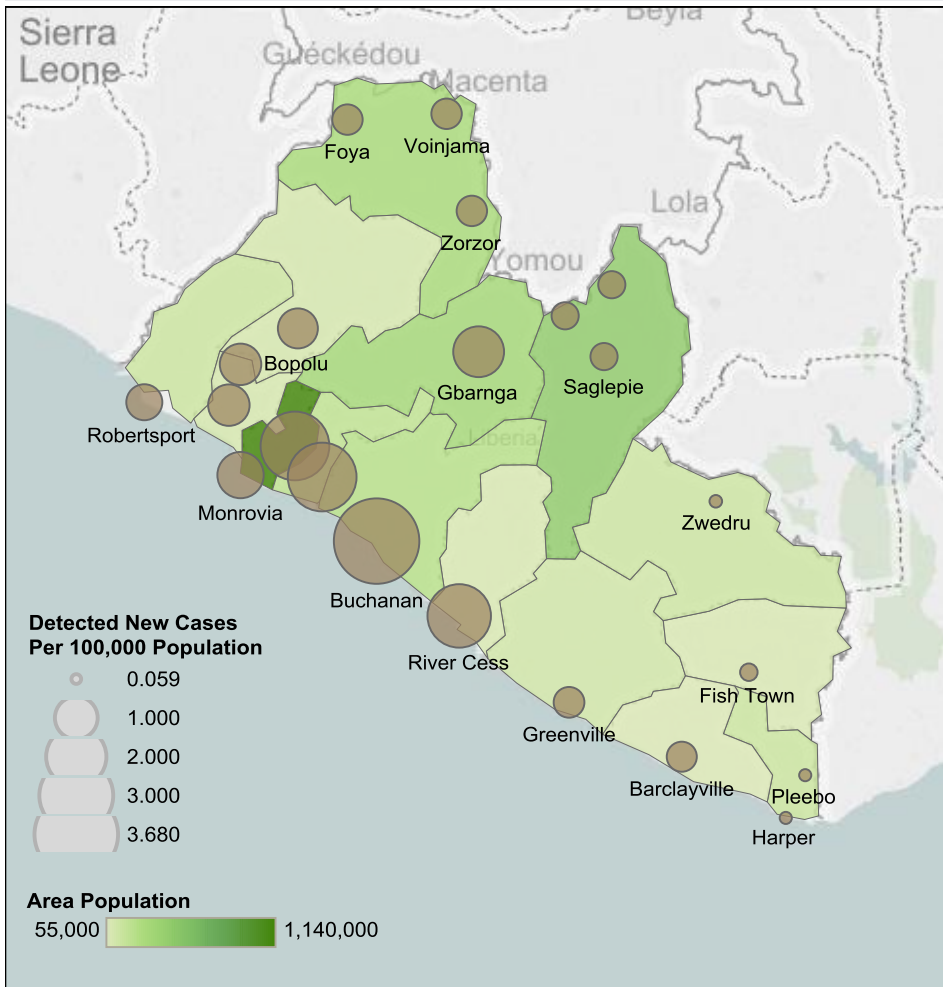 Beyla
Sierra
Leone
Guéckédou
Macenta
Foya
Voinjama
Lola
Zorzor
Yomou
Bopolu
Saglepie
Gbarnga
Robertsport
Liberia
Monrovia
Zwedru
Buchanan
River Cess
Fish Town
Greenville
Barclayville
Pleebo
Harper
Detected New Cases
Per 100,000 Population
0.059
1.000
2.000
3.000
3.680
Area Population
55,000
1,140,000